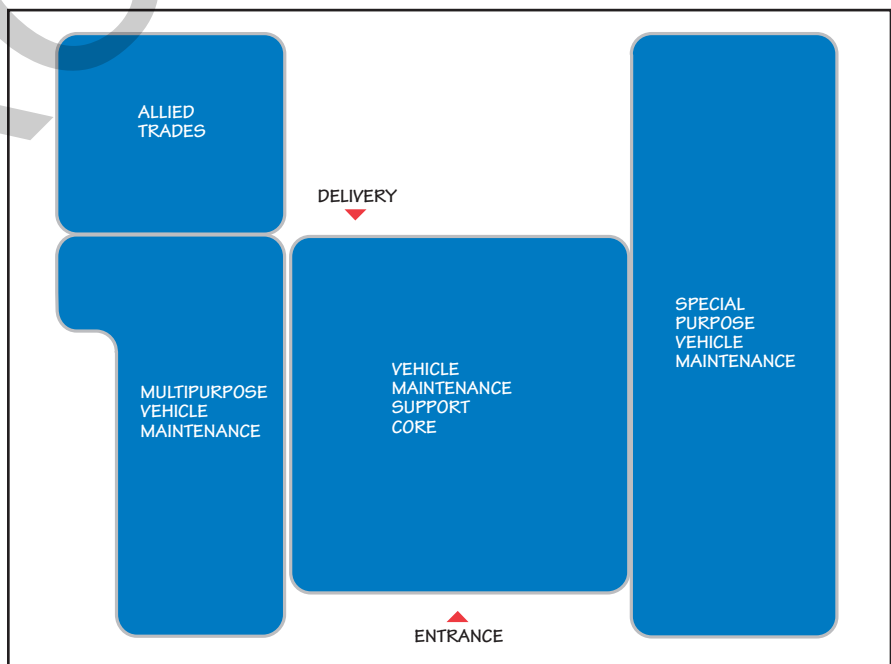 ALLIED
TRADES
DELIVERY
SPECIAL
PURPOSE
VEHICLE
MAINTENANCE
VEHICLE
MAINTENANCE
SUPPORT
CORE
MULTIPURPOSE
VEHICLE
MAINTENANCE
ENTRANCE